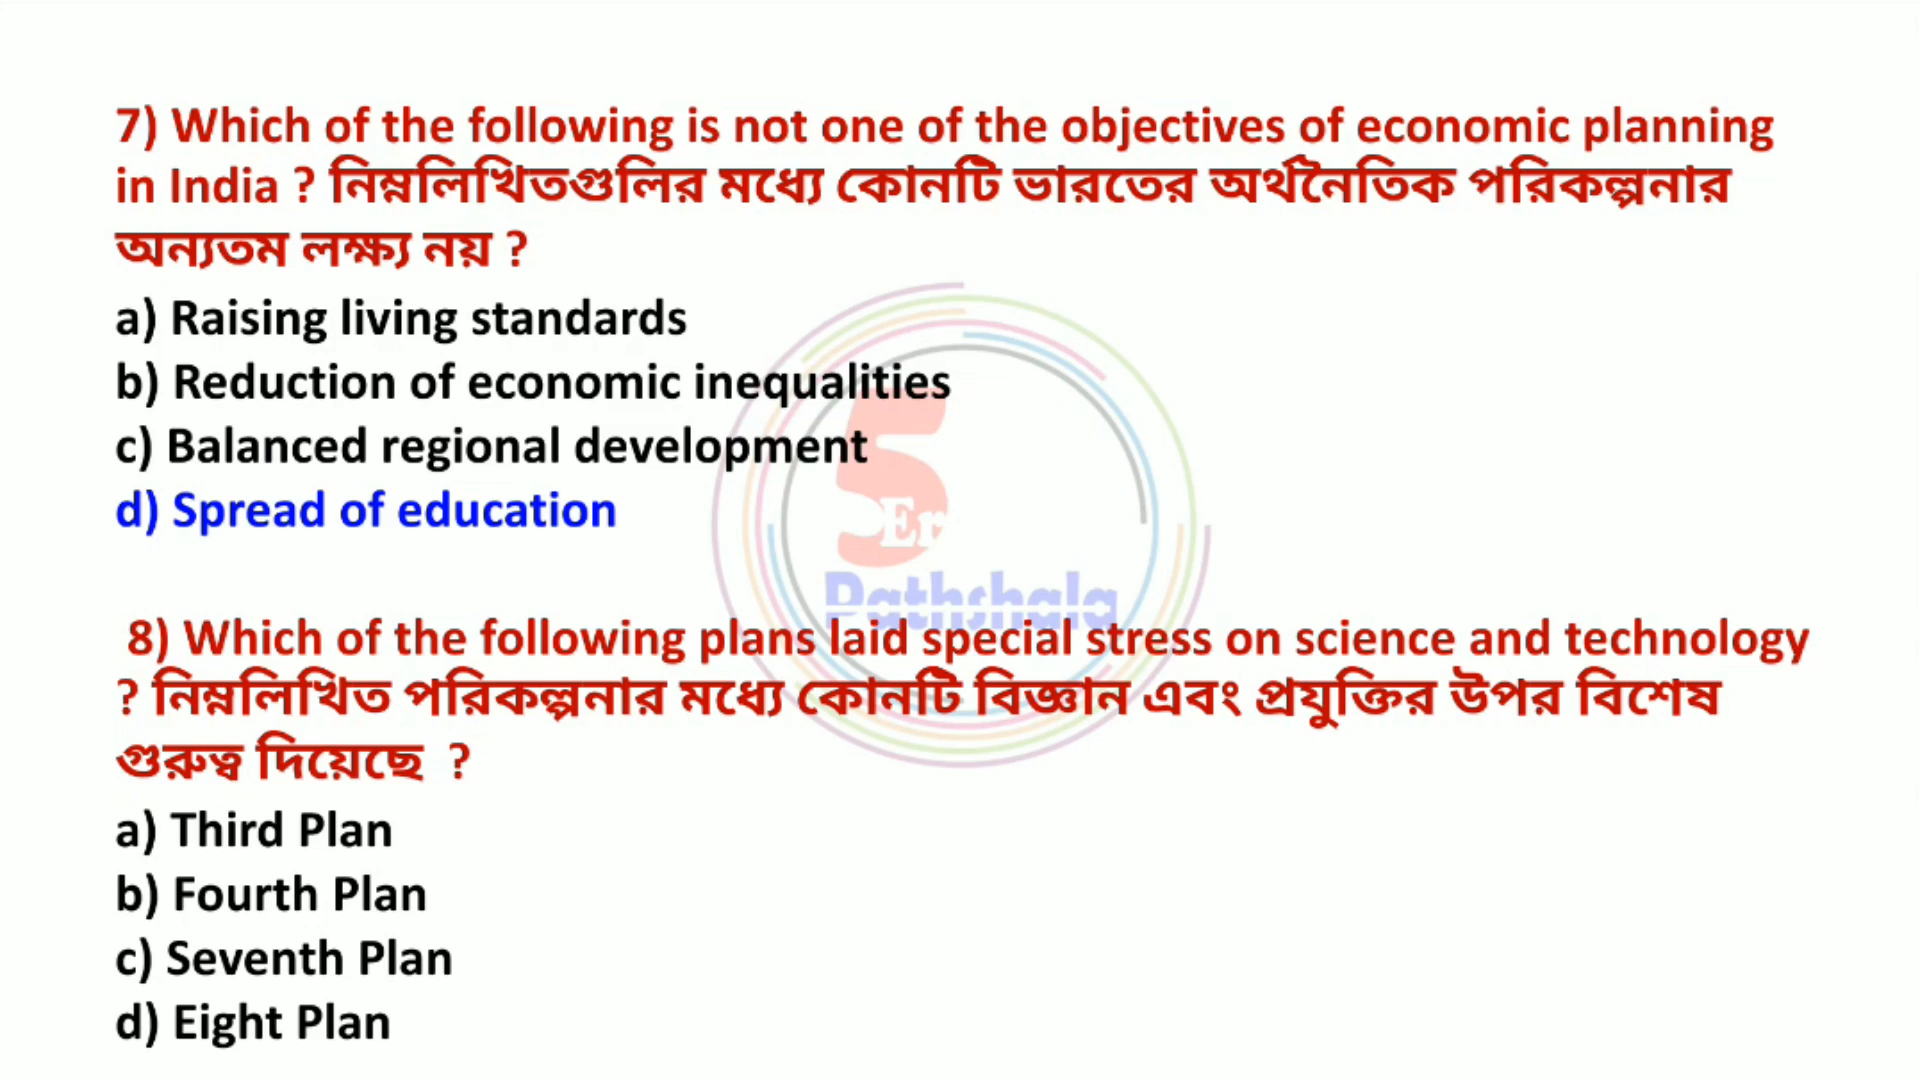 7) Which of the following is not one of the objectives of economic planning
in India ? নিম্নলিখিতগুলির মধ্যে কোনটি ভারতের অর্থনৈতিক পরিকল্পনার
অন্যতম লক্ষ্য নয় ?
a) Raising living standards
b) Reduction of economic inequalities
c) Balanced regional development
d) Spread of education
S
Er
Pathshala
8) Which of the following plans laid special stress on science and technology
? নিম্নলিখিত পরিকল্পনার মধ্যে কোনটি বিজ্ঞান এবং প্রযুক্তির উপর বিশেষ
গুরুত্ব দিয়েছে ?
a) Third Plan
b) Fourth Plan
c) Seventh Plan
d) Eight Plan